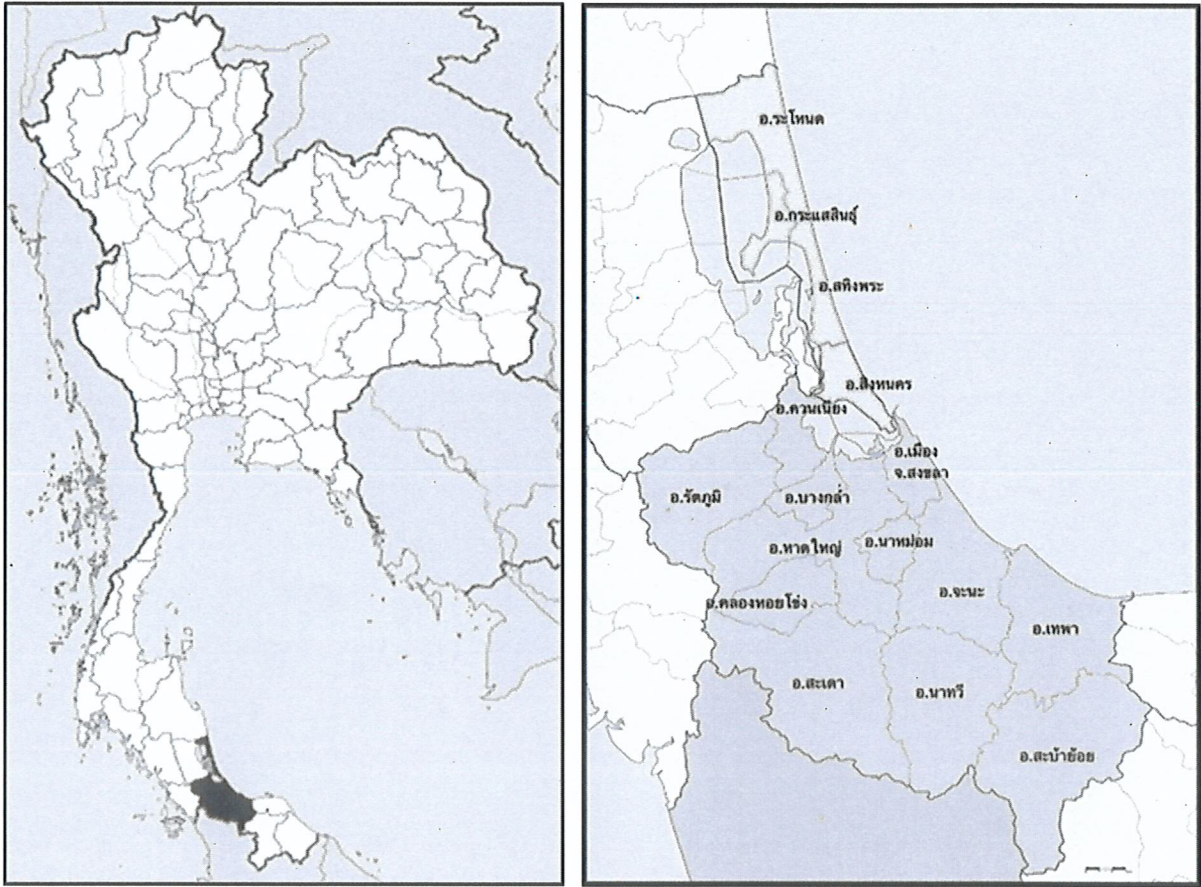 อ.ระโหนด
อ.กระแสสินธุ์
อ.สทิงพระ
อ.สิงหนคร
อ.ควนเนียง
อ.เมือง
จ.สงขลา
อ.รัตภูมิ
อ.บางกล่ำ
อ.หาดใหญ่
อ.นาหม่อม
อ.จะนะ
อ.คลองหอยโข่ง
อ.เทพา
อ.สะเดา
อ.นาทวี
อ.สะบ้าย้อย